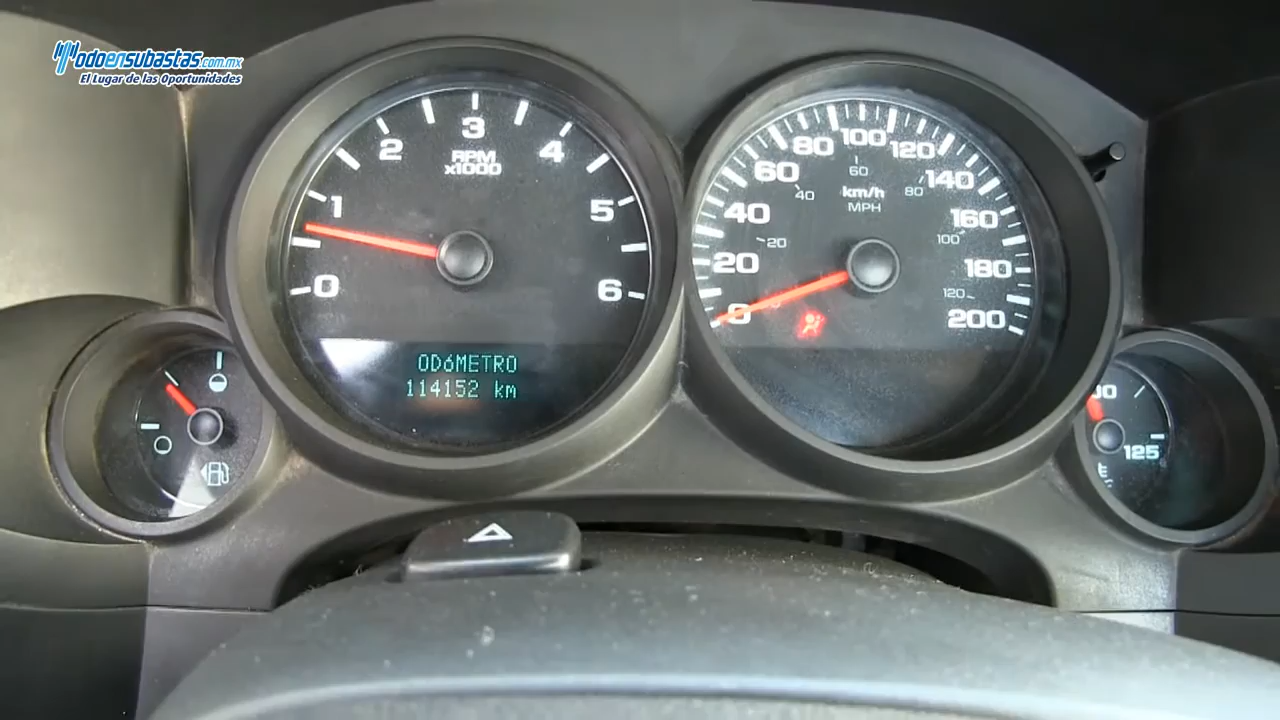 Todoensubastas.com.mx
El Lugar de las Oportunidades
0 1 2 3 4 5 6
RPM
x1000
ODóMETRO
114152 km
0 20 40 60 80 100 120 140 160 180 200
20 40 60 80 100 120
km/h
MPH
125